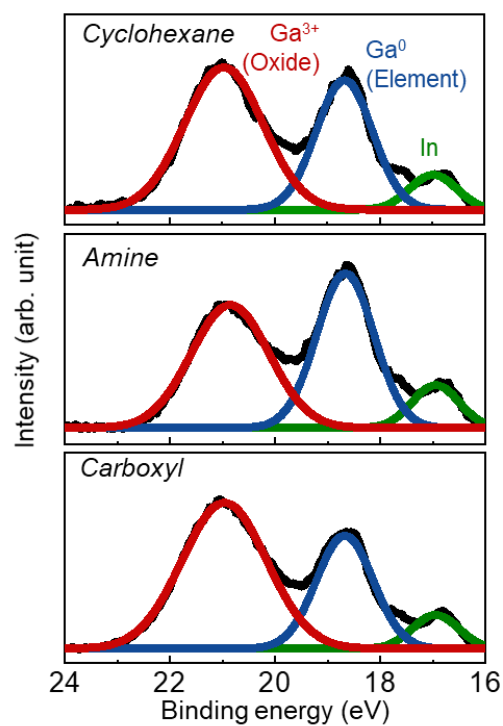 Cyclohexane
Ga³⁺
(Oxide)
Ga⁰
(Element)
In
Amine
Carboxyl
Intensity (arb. unit)
24 22 20 18 16
Binding energy (eV)